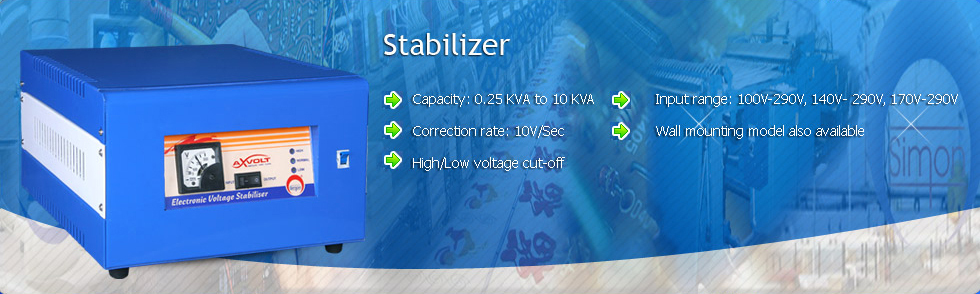 Stabilizer
Capacity: 0.25 KVA to 10 KVA
Correction rate: 10V/Sec
High/Low voltage cut-off
Input range: 100V-290V, 140V- 290V, 170V-290V
Wall mounting model also available
AXVOLT
HIGH
NORMAL
LOW
INPUT
OUTPUT
Electronic Voltage Stabiliser
Simon